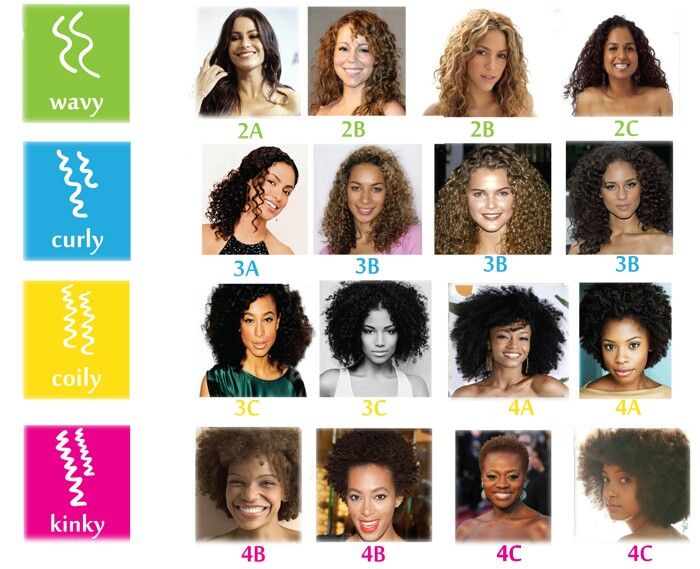 wavy
2A 2B 2B 2C
curly
3A 3B 3B 3B
coily
3C 3C 4A 4A
kinky
4B 4B 4C 4C